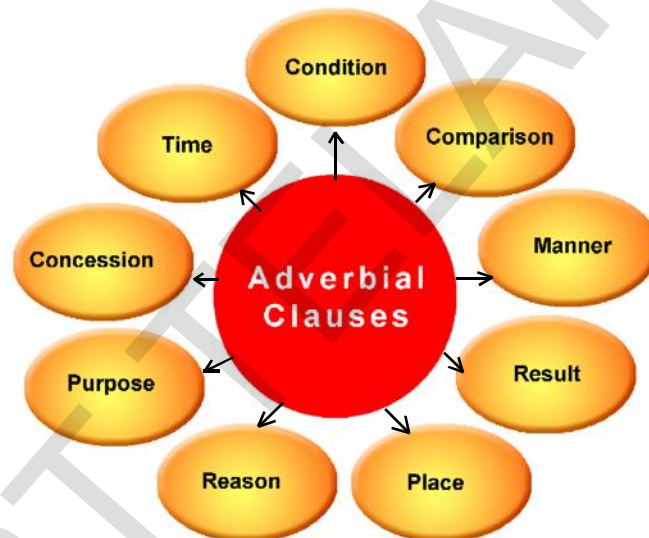 Condition
Comparison
Manner
Result
Place
Reason
Purpose
Concession
Time
Adverbial
Clauses